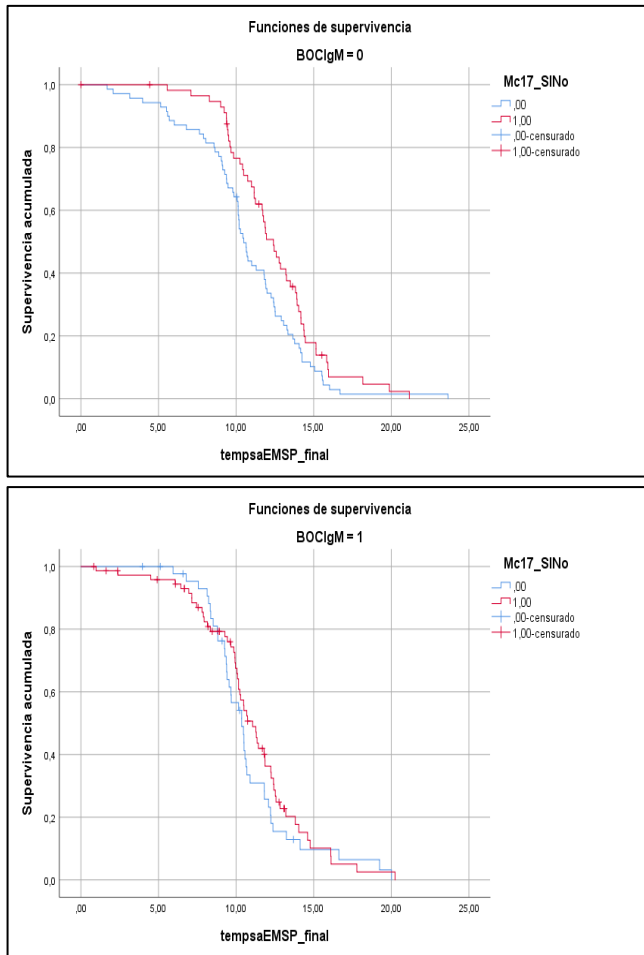 Funciones de supervivencia
BOCIgM = 0
Supervivencia acumulada
1,0
0,8
0,6
0,4
0,2
0,0
,00
5,00
10,00
15,00
20,00
25,00
tempsaEMSP_final
Mc17_SINo
,00
1,00
,00-censurado
1,00-censurado
Funciones de supervivencia
BOCIgM = 1
Supervivencia acumulada
1,0
0,8
0,6
0,4
0,2
0,0
,00
5,00
10,00
15,00
20,00
25,00
tempsaEMSP_final
Mc17_SINo
,00
1,00
,00-censurado
1,00-censurado